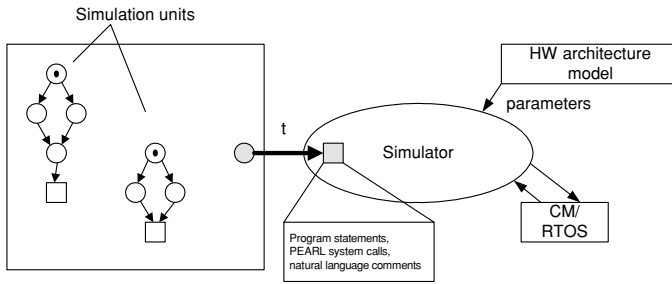 Simulation units
HW architecture
model
parameters
t
Simulator
CM/
RTOS
Program statements,
PEARL system calls,
natural language comments